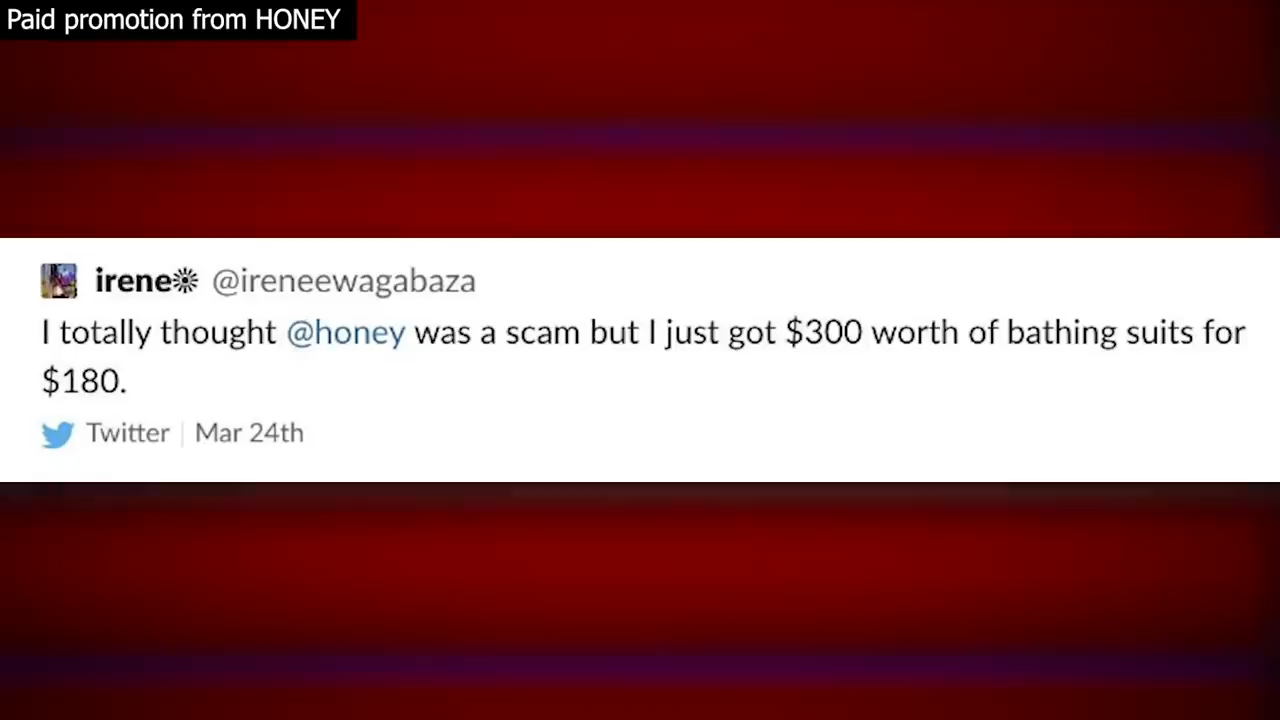 Paid promotion from HONEY
irene @ireneewagabaza
I totally thought @honey was a scam but I just got $300 worth of bathing suits for
$180.
Twitter | Mar 24th